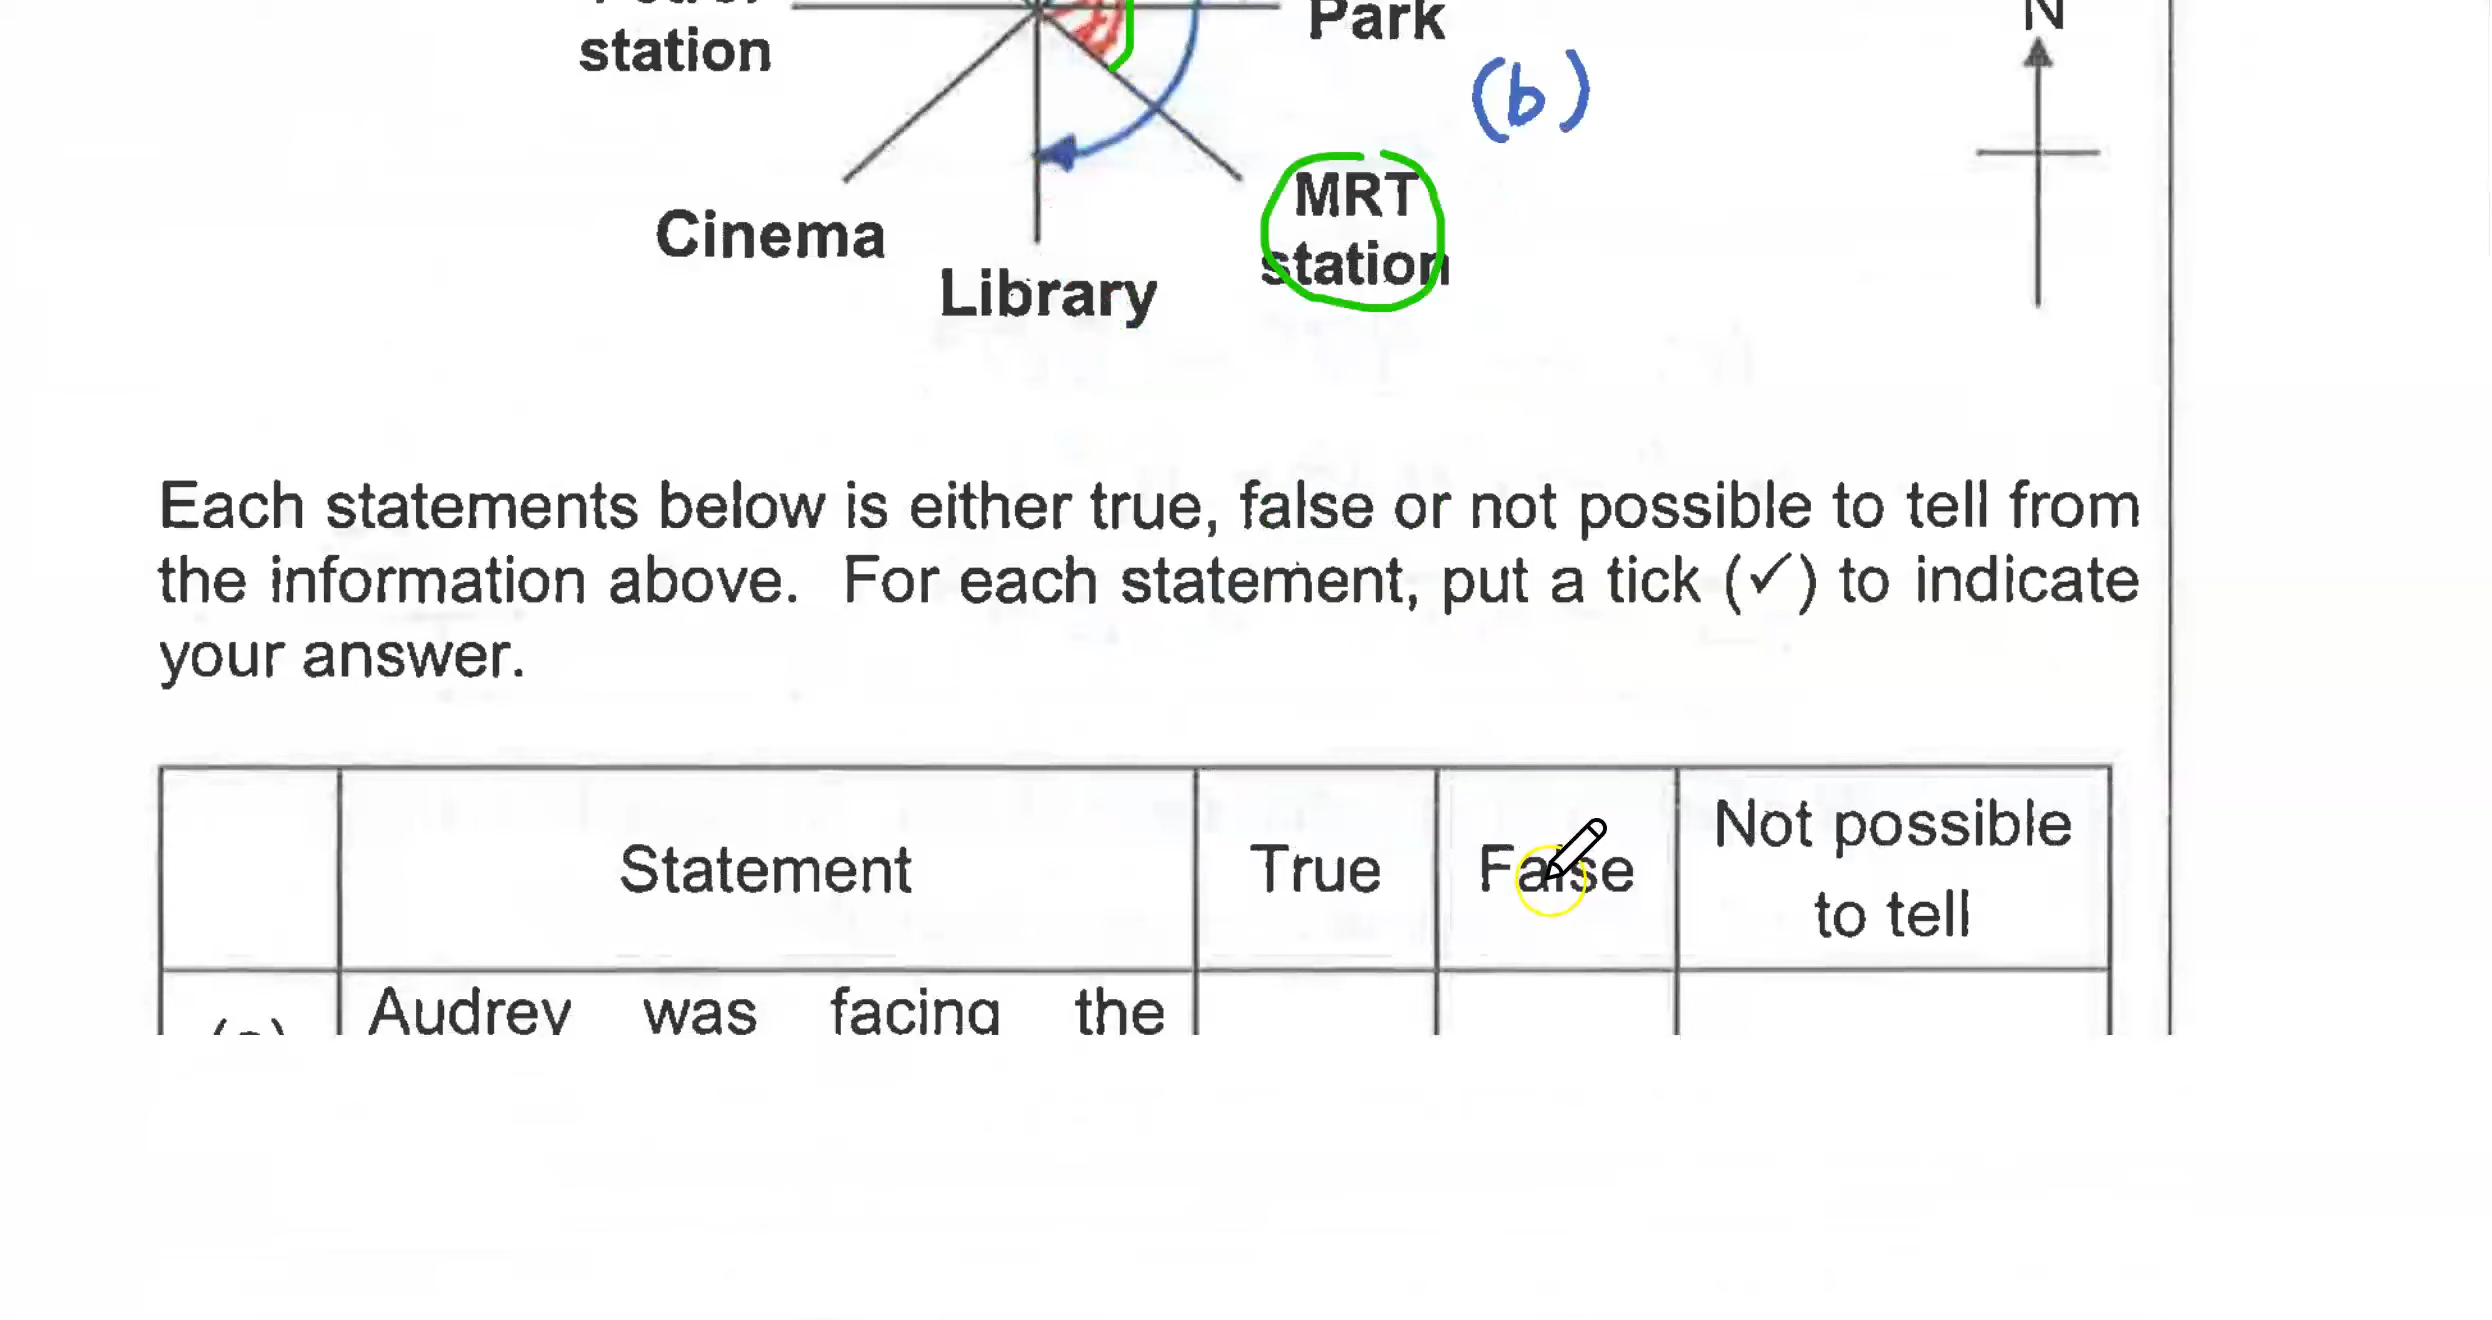 station
Park
N
(b)
MRT
station
Cinema
Library
Each statements below is either true, false or not possible to tell from
the information above. For each statement, put a tick (✓) to indicate
your answer.
Statement
True
False
Not possible
to tell
Audrey was facing the